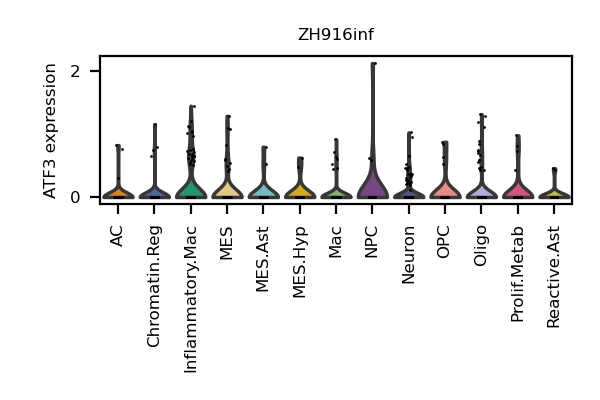 ZH916inf
ATF3 expression
2
0
AC
Chromatin.Reg
Inflammatory.Mac
MES
MES.Ast
MES.Hyp
Mac
NPC
Neuron
OPC
Oligo
Prolif.Metab
Reactive.Ast